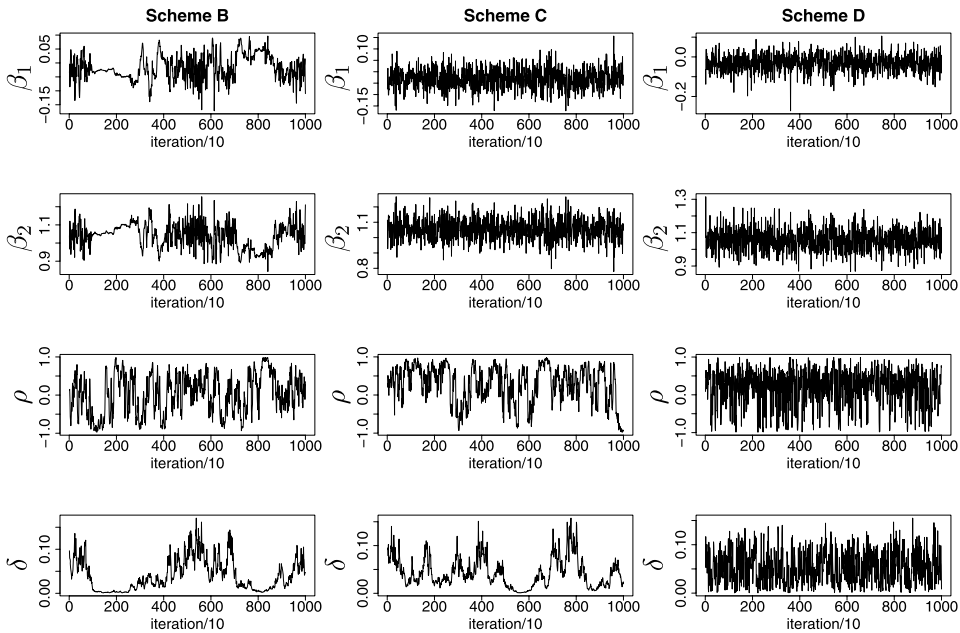 Scheme B Scheme C Scheme D
β1 −0.15 0.05 0 200 400 600 800 1000 iteration/10
β1 −0.15 0.10 0 200 400 600 800 1000 iteration/10
β1 −0.2 0.0 0 200 400 600 800 1000 iteration/10
β2 0.9 1.1 0 200 400 600 800 1000 iteration/10
β2 0.8 1.1 0 200 400 600 800 1000 iteration/10
β2 0.9 1.1 1.3 0 200 400 600 800 1000 iteration/10
ρ −1.0 0.0 1.0 0 200 400 600 800 1000 iteration/10
ρ −1.0 0.0 1.0 0 200 400 600 800 1000 iteration/10
ρ −1.0 0.0 1.0 0 200 400 600 800 1000 iteration/10
δ 0.00 0.10 0 200 400 600 800 1000 iteration/10
δ 0.00 0.10 0 200 400 600 800 1000 iteration/10
δ 0.00 0.10 0 200 400 600 800 1000 iteration/10